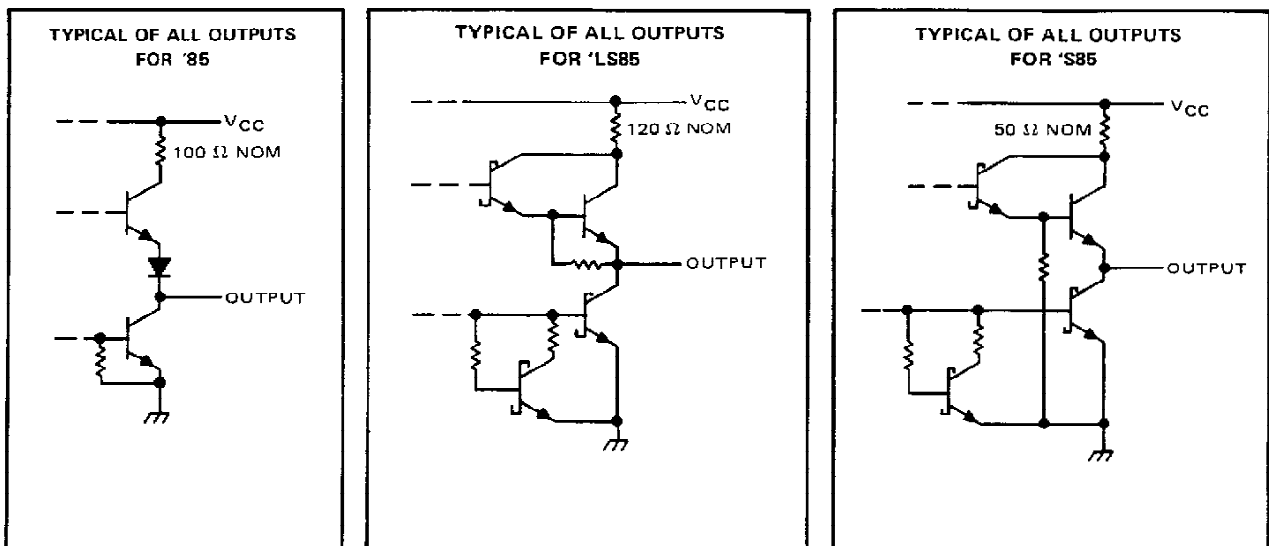 TYPICAL OF ALL OUTPUTS
FOR '85
VCC
100 Ω NOM
OUTPUT
TYPICAL OF ALL OUTPUTS
FOR 'LS85
VCC
120 Ω NOM
OUTPUT
TYPICAL OF ALL OUTPUTS
FOR 'S85
VCC
50 Ω NOM
OUTPUT